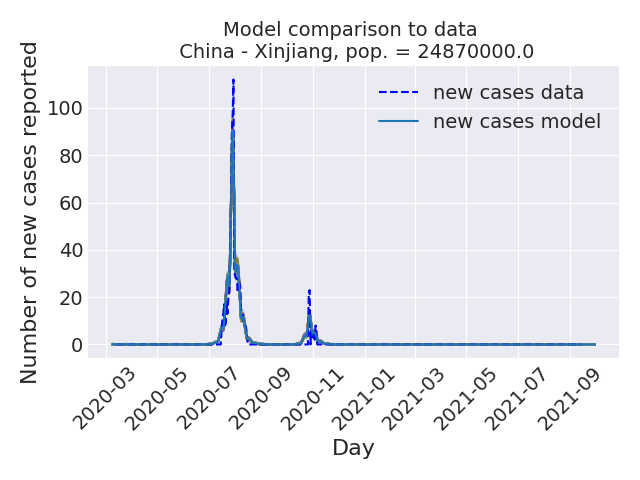 Model comparison to data
China - Xinjiang, pop. = 24870000.0
new cases data
new cases model
Number of new cases reported
100
80
60
40
20
0
2020-03
2020-05
2020-07
2020-09
2020-11
2021-01
2021-03
2021-05
2021-07
2021-09
Day